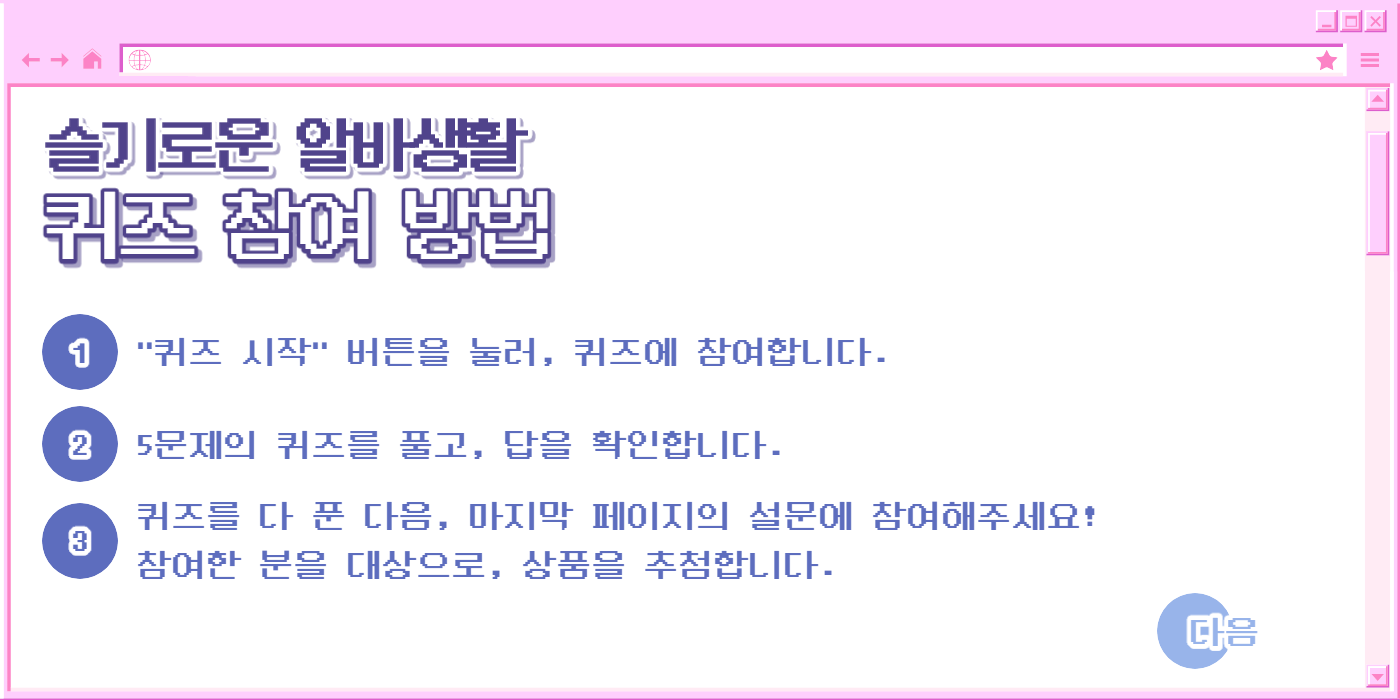 슬기로운 알바생활
퀴즈 참여 방법
1 "퀴즈 시작" 버튼을 눌러, 퀴즈에 참여합니다.
2 5문제의 퀴즈를 풀고, 답을 확인합니다.
3 퀴즈를 다 푼 다음, 마지막 페이지의 설문에 참여해주세요!
참여한 분을 대상으로, 상품을 추첨합니다.
다음